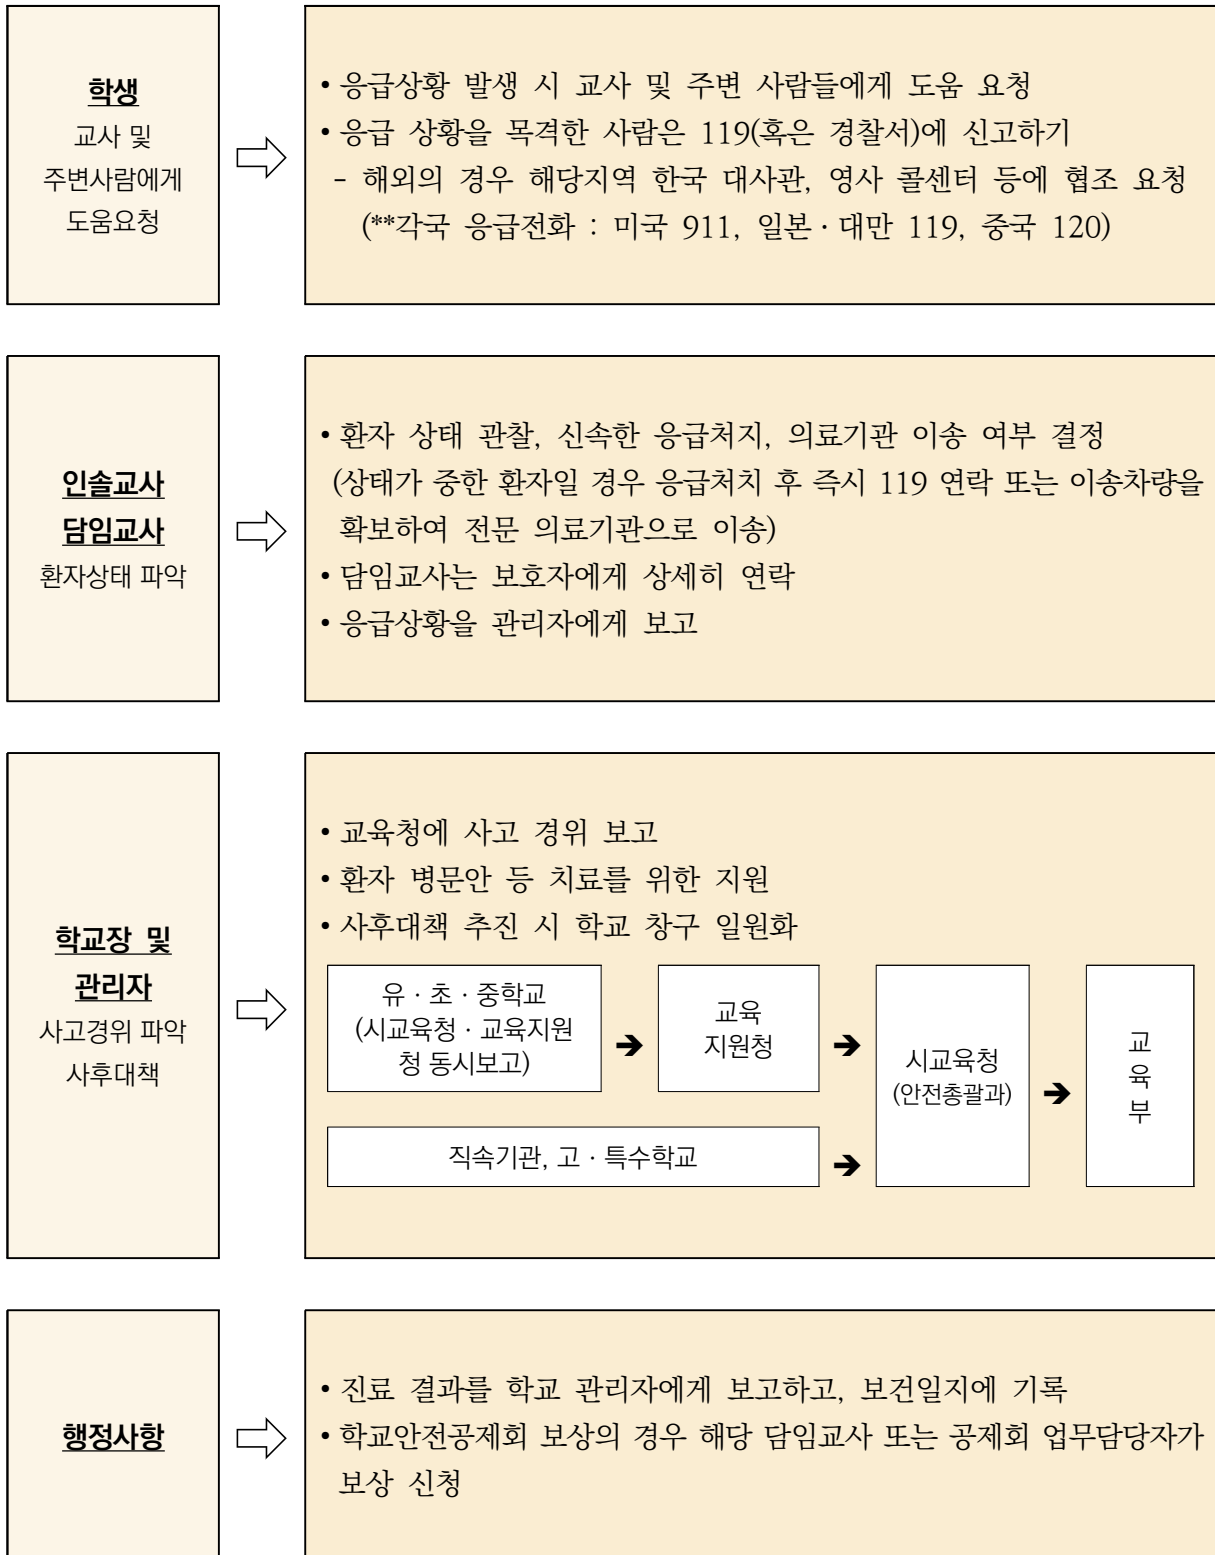 학생
교사 및
주변사람에게
도움요청
• 응급상황 발생 시 교사 및 주변 사람들에게 도움 요청
• 응급 상황을 목격한 사람은 119(혹은 경찰서)에 신고하기
- 해외의 경우 해당지역 한국 대사관, 영사 콜센터 등에 협조 요청
(**각국 응급전화 : 미국 911, 일본·대만 119, 중국 120)
인솔교사
담임교사
환자상태 파악
• 환자 상태 관찰, 신속한 응급처지, 의료기관 이송 여부 결정
(상태가 중한 환자일 경우 응급처치 후 즉시 119 연락 또는 이송차량을
확보하여 전문 의료기관으로 이송)
• 담임교사는 보호자에게 상세히 연락
• 응급상황을 관리자에게 보고
학교장 및
관리자
사고경위 파악
사후대책
• 교육청에 사고 경위 보고
• 환자 병문안 등 치료를 위한 지원
• 사후대책 추진 시 학교 창구 일원화
유·초·중학교
(시교육청·교육지원
청 동시보고)
교육
지원청
시교육청
(안전총괄과)
교
육
부
직속기관, 고·특수학교
행정사항
• 진료 결과를 학교 관리자에게 보고하고, 보건일지에 기록
• 학교안전공제회 보상의 경우 해당 담임교사 또는 공제회 업무담당자가
보상 신청